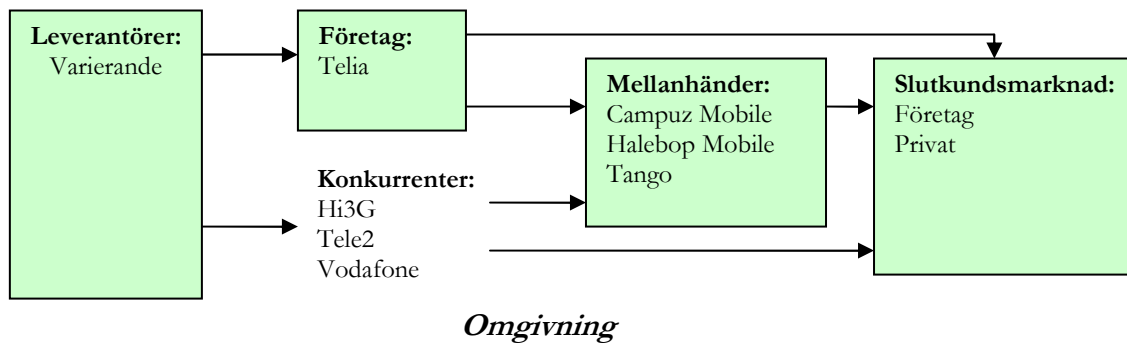 Leverantörer:
Varierande
Företag:
Telia
Konkurrenter:
Hi3G
Tele2
Vodafone
Mellanhänder:
Campuz Mobile
Halebop Mobile
Tango
Slutkundsmarknad:
Företag
Privat
Omgivning